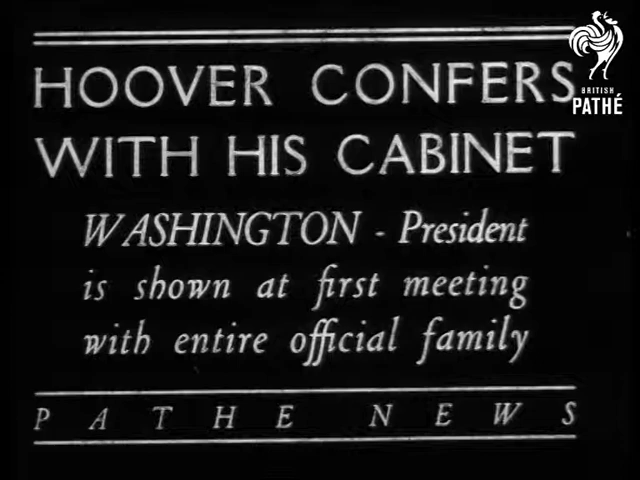 HOOVER CONFERS
WITH HIS CABINET
WASHINGTON - President
is shown at first meeting
with entire official family
PATHE NEWS
BRITISH
PATHÉ